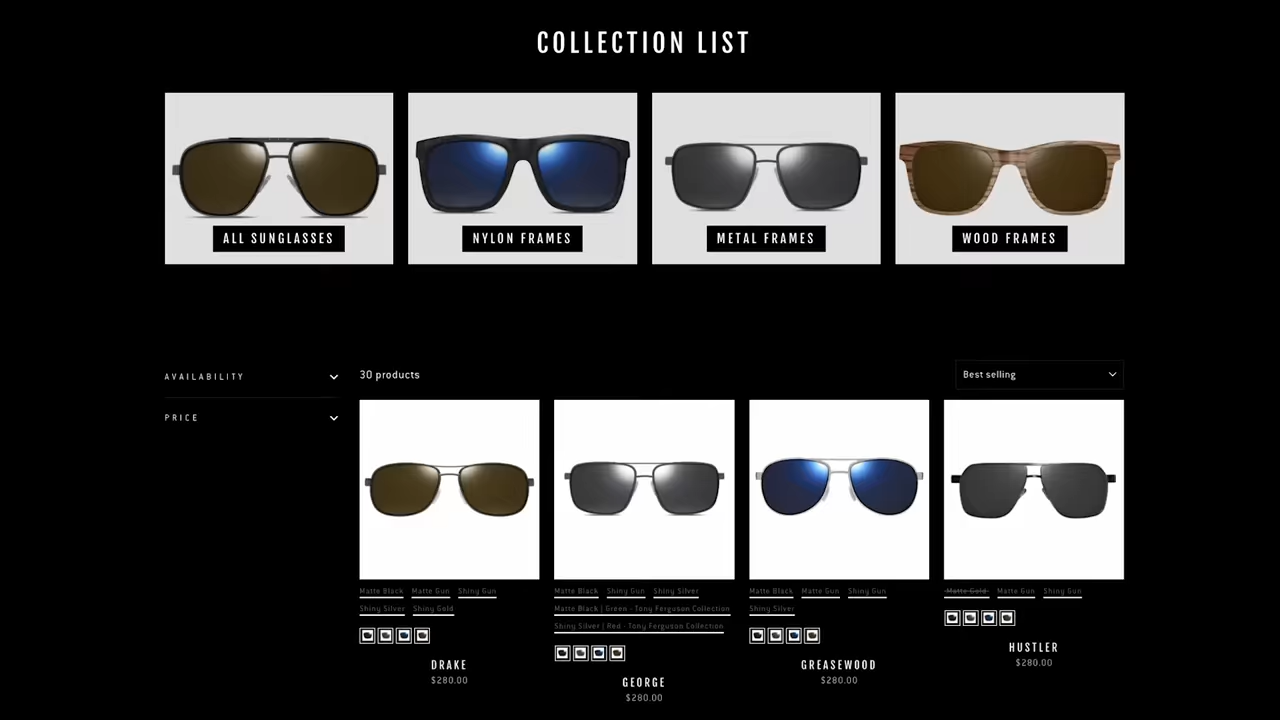 COLLECTION LIST
ALL SUNGLASSES
NYLON FRAMES
METAL FRAMES
WOOD FRAMES
AVAILABILITY
PRICE
30 products
Best selling
Matte Black Matte Gun Shiny Gun
Shiny Silver Shiny Gold
DRAKE
$280.00
Matte Black Shiny Gun Shiny Silver
Matte Black | Green - Tony Ferguson Collection
Shiny Silver | Red - Tony Ferguson Collection
GEORGE
$280.00
Matte Black Matte Gun Shiny Gun
Shiny Silver
GREASEWOOD
$280.00
Matte Gold Matte Gun Shiny Gun
HUSTLER
$280.00